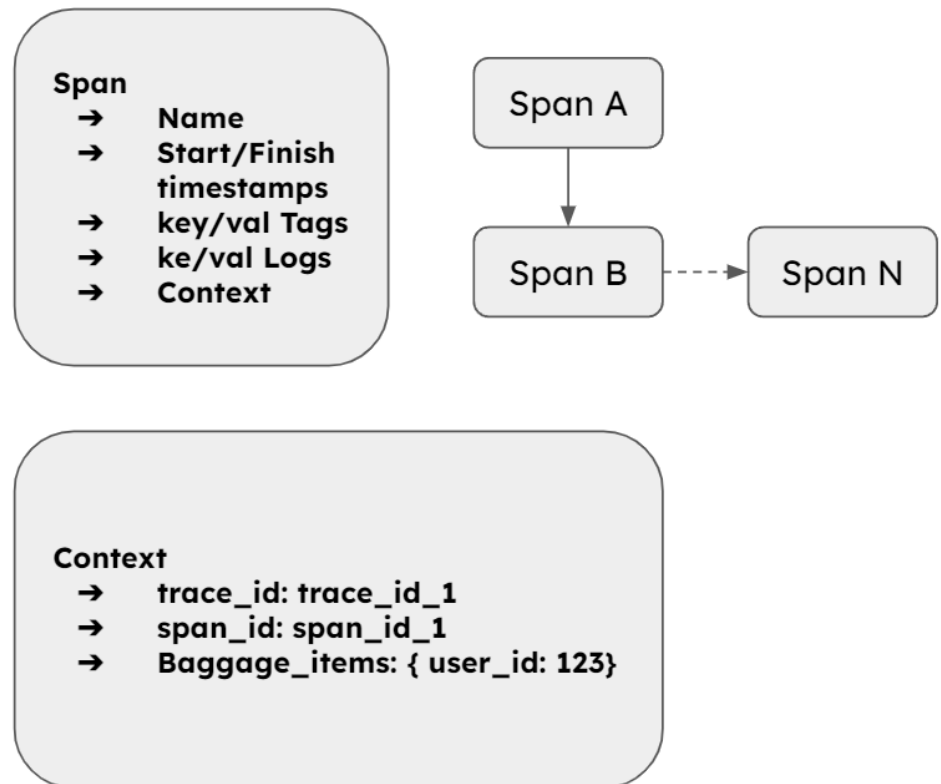 Span
➔ Name
➔ Start/Finish
timestamps
➔ key/val Tags
➔ ke/val Logs
➔ Context
Span A
Span B
Span N
Context
➔ trace_id: trace_id_1
➔ span_id: span_id_1
➔ Baggage_items: { user_id: 123}